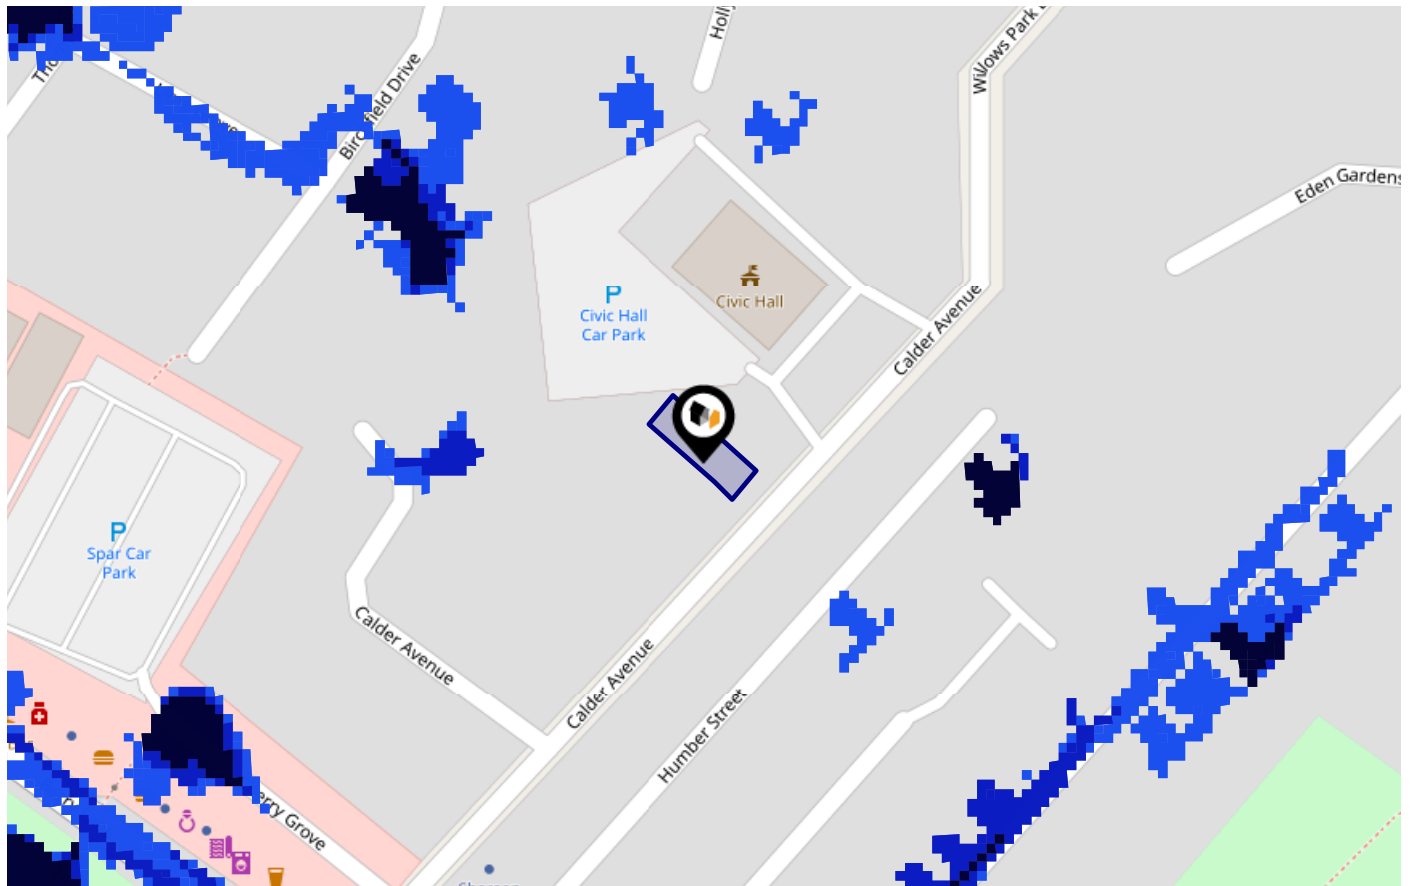 Birchfield Drive
Willows Park
Eden Gardens
P
Civic Hall
Car Park
Civic Hall
Calder Avenue
P
Spar Car
Park
Calder Avenue
Calder Avenue
Humber Street
erry Grove